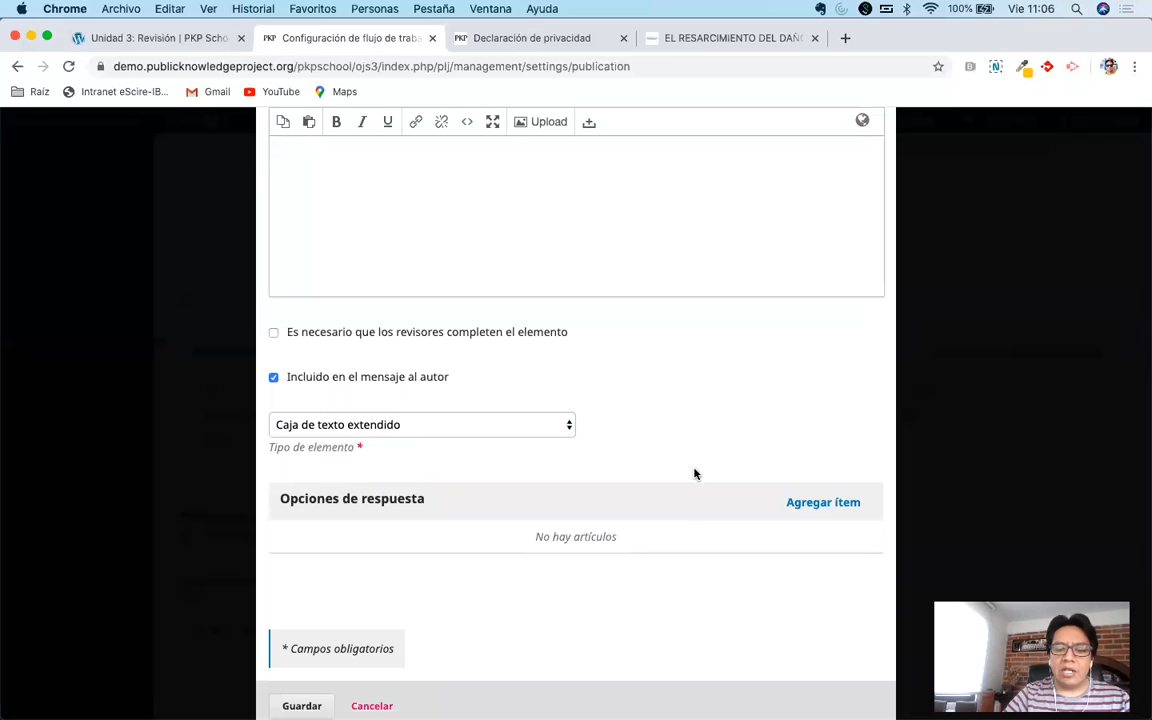 Chrome Archivo Editar Ver Historial Favoritos Personas Pestaña Ventana Ayuda 100% Vie 11:06
Unidad 3: Revisión | PKP Scho
PKP Configuración de flujo de traba
PKP Declaración de privacidad
EL RESARCIMIENTO DEL DAÑO
demo.publicknowledgeproject.org/pkpschool/ojs3/index.php/plj/management/settings/publication
Raíz Intranet eScire-IB... Gmail YouTube Maps
B I U Upload
Es necesario que los revisores completen el elemento
Incluido en el mensaje al autor
Caja de texto extendido
Tipo de elemento *
Opciones de respuesta Agregar ítem
No hay artículos
* Campos obligatorios
Guardar Cancelar